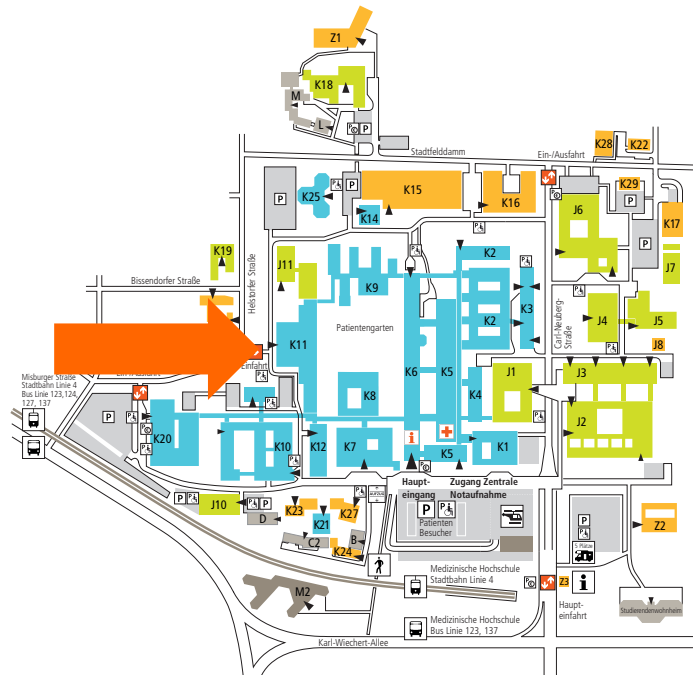 Z1
K18
M
L
P
Stadtfelddamm
Ein-/Ausfahrt
K28
K22
K25
P
P
K14
K15
K16
K29
P
K17
J6
P
J7
K19
Bissendorfer Straße
Helstorfer Straße
J11
K9
K2
K3
K2
Patientengarten
Carl-Neuberg-
Straße
J4
J5
J8
K11
K6
K5
Einfahrt
Misburger Straße
Stadtbahn Linie 4
Bus Linie 123,124,
127, 137
K8
K4
J1
J3
J2
P
K20
K10
K12
K7
K5
K1
Haupt-
eingang
Zugang Zentrale
Notaufnahme
P
Patienten
Besucher
P
J10
P
D
K23
K21
K27
C2
B
K24
P
5 Plätze
Z2
M2
Medizinische Hochschule
Stadtbahn Linie 4
P
Z3
i
Haupt-
einfahrt
Studierendenwohnheim
Medizinische Hochschule
Bus Linie 123, 137
Karl-Wiechert-Allee